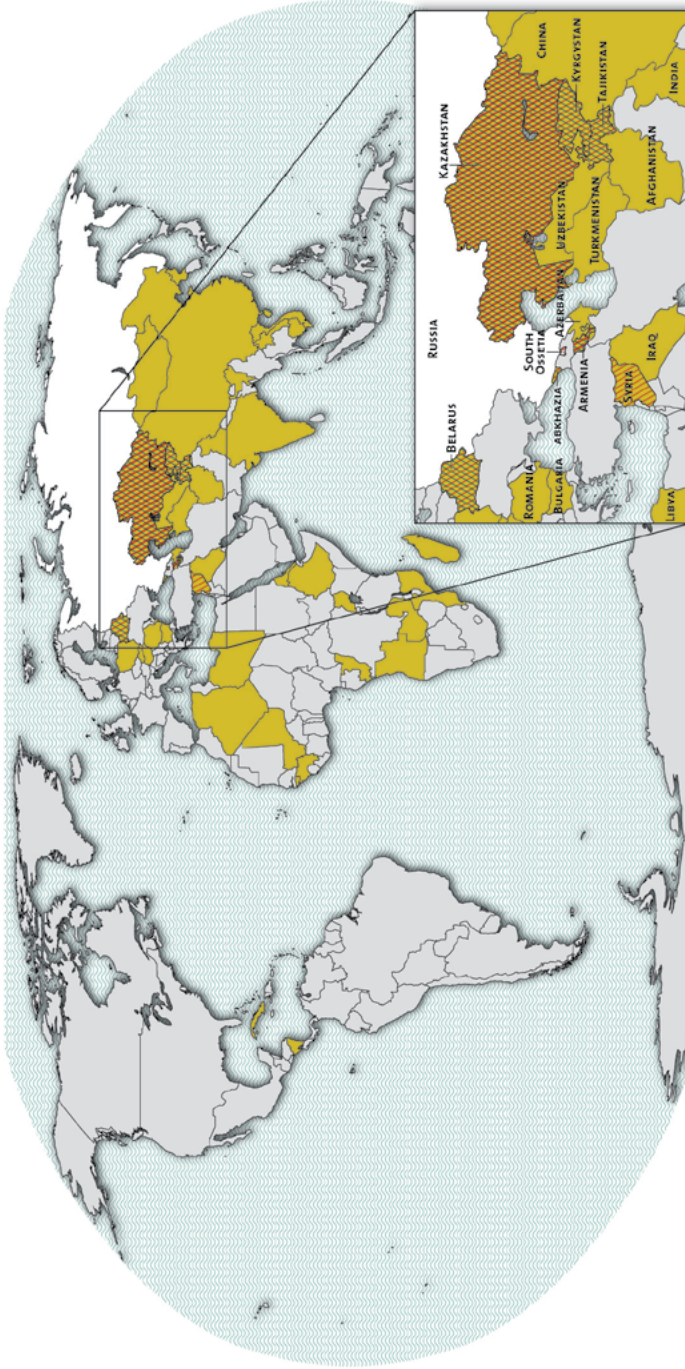 KAZAKHSTAN
CHINA
KYRGYSTAN
TAJIKISTAN
INDIA
AFGHANISTAN
UZBEKISTAN
TURKMENISTAN
RUSSIA
AZERBAIJAN
SOUTH
OSSETIA
ABKHAZIA
ARMENIA
IRAQ
SYRIA
BELARUS
ROMANIA
BULGARIA
LIBYA